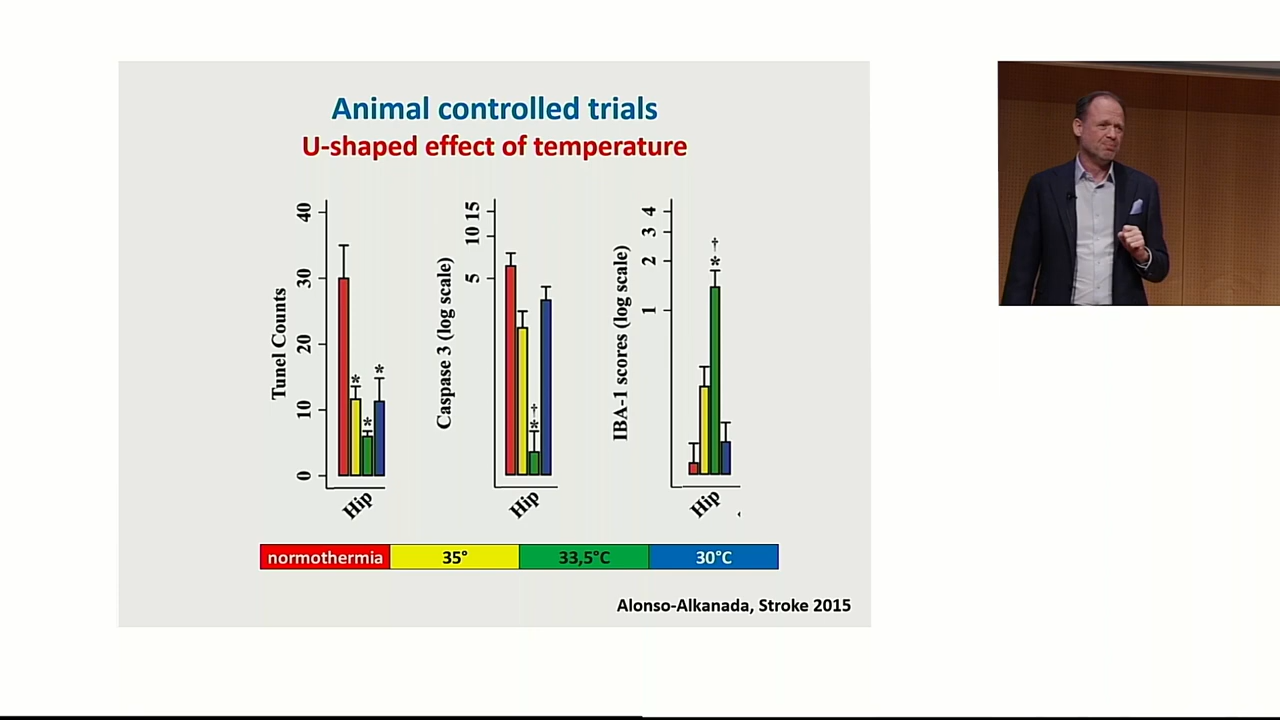 Animal controlled trials
U-shaped effect of temperature
Tunel Counts
0 10 20 30 40
* * *
Hip
Caspase 3 (log scale)
5 10 15
†
*
Hip
IBA-1 scores (log scale)
1 2 3 4
†
*
Hip
normothermia 35° 33,5°C 30°C
Alonso-Alkanada, Stroke 2015